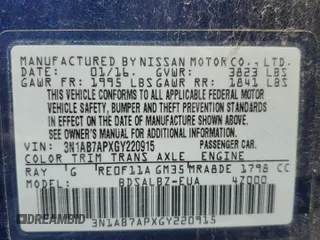 MANUFACTURED BY NISSAN MOTOR CO., LTD.
DATE: 01/16. GVWR: 3823 LBS
GAWR FR: 1995 LBS GAWR RR: 1841 LBS
THIS VEHICLE CONFORMS TO ALL APPLICABLE FEDERAL MOTOR
VEHICLE SAFETY, BUMPER AND THEFT PREVENTION STANDARDS
IN EFFECT ON THE DATE OF MANUFACTURE SHOWN ABOVE.
SEE OWNER'S MANUAL FOR ADDITIONAL INFORMATION
VIN: 3N1AB7APXGY220915 PASSENGER CAR.
COLOR TRIM TRANS AXLE ENGINE
RAY G RE0F11A GM35 MRA8DE 1798 CC
MODEL: BDSALBZ-EUA 4Z000
3N1AB7APXGY220915
COPART